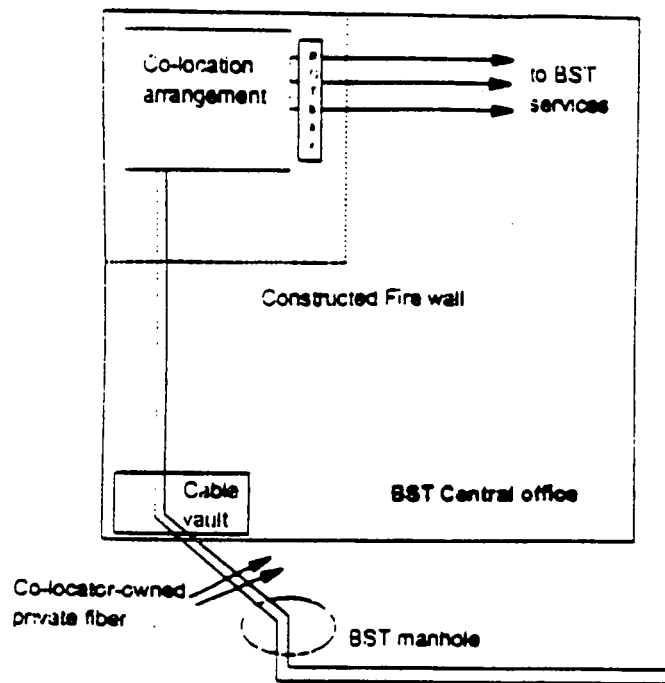 Co-location
arrangement
to BST
services
Constructed Fire wall
Cable
vault
BST Central office
Co-locator-owned
private fiber
BST manhole